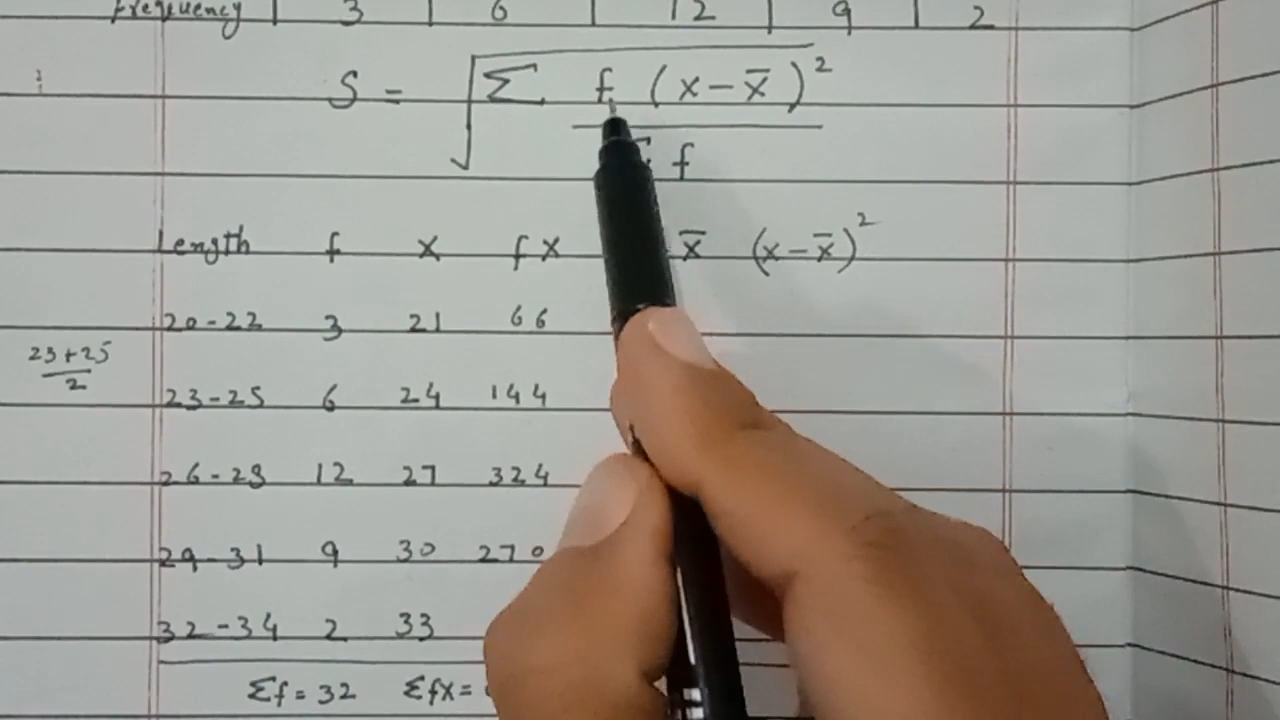 frequency 3 6 12 9 2
S = √ Σ f (x - x̄)²
f
Length f x fx x̄ (x - x̄)²
20-22 3 21 66
23+25
2
23-25 6 24 144
26-28 12 27 324
29-31 9 30 270
32-34 2 33
Σf = 32 Σfx =